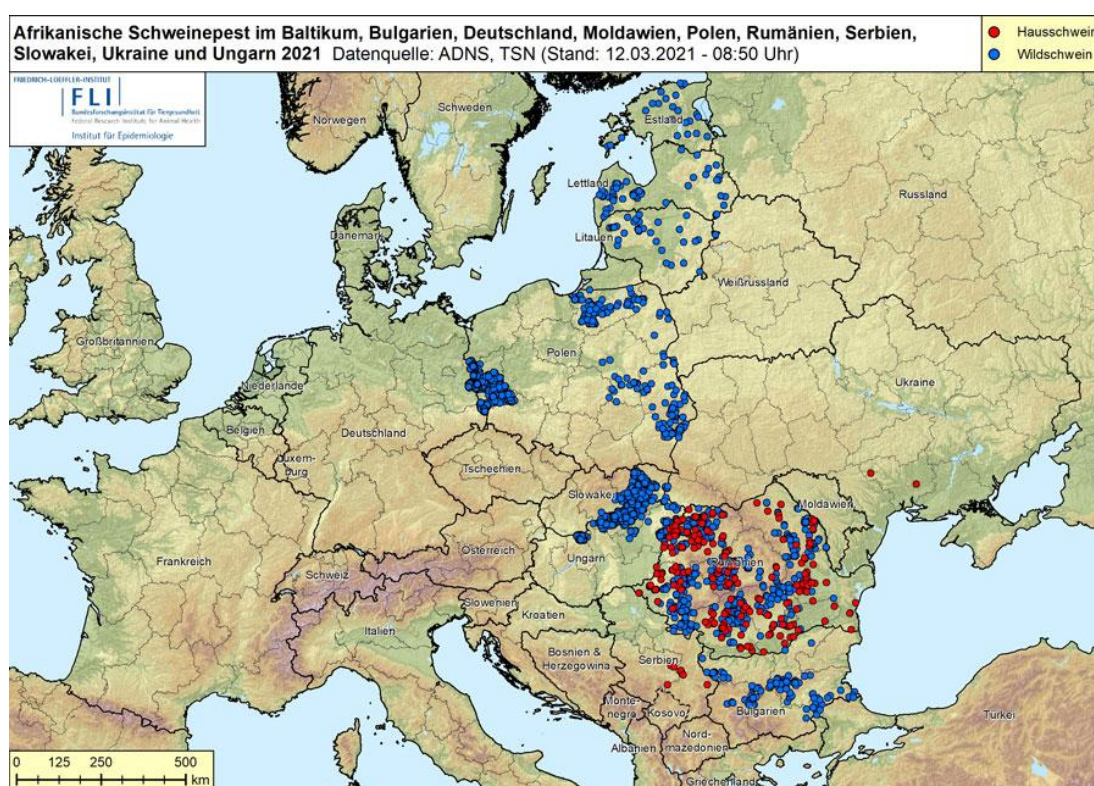 Afrikanische Schweinepest im Baltikum, Bulgarien, Deutschland, Moldawien, Polen, Rumänien, Serbien,
Slowakei, Ukraine und Ungarn 2021 Datenquelle: ADNS, TSN (Stand: 12.03.2021 - 08:50 Uhr)
Hausschwein
Wildschwein
FRIEDRICH-LOEFFLER-INSTITUT
FLI
Bundesforschungsinstitut für Tiergesundheit
Federal Research Institute for Animal Health
Institut für Epidemiologie
Norwegen
Schweden
Estland
Lettland
Russland
Dänemark
Litauen
Weißrussland
Großbritannien
Niederlande
Polen
Ukraine
Belgien
Deutschland
Luxem-
burg
Tschechien
Slowakei
Moldawien
Frankreich
Österreich
Ungarn
Rumänien
Schweiz
Slowenien
Kroatien
Italien
Bosnien &
Herzegowina
Serbien
Monte-
negro
Kosovo
Bulgarien
Türkei
Nord-
mazedonien
Albanien
Griechenland
0 125 250 500
km